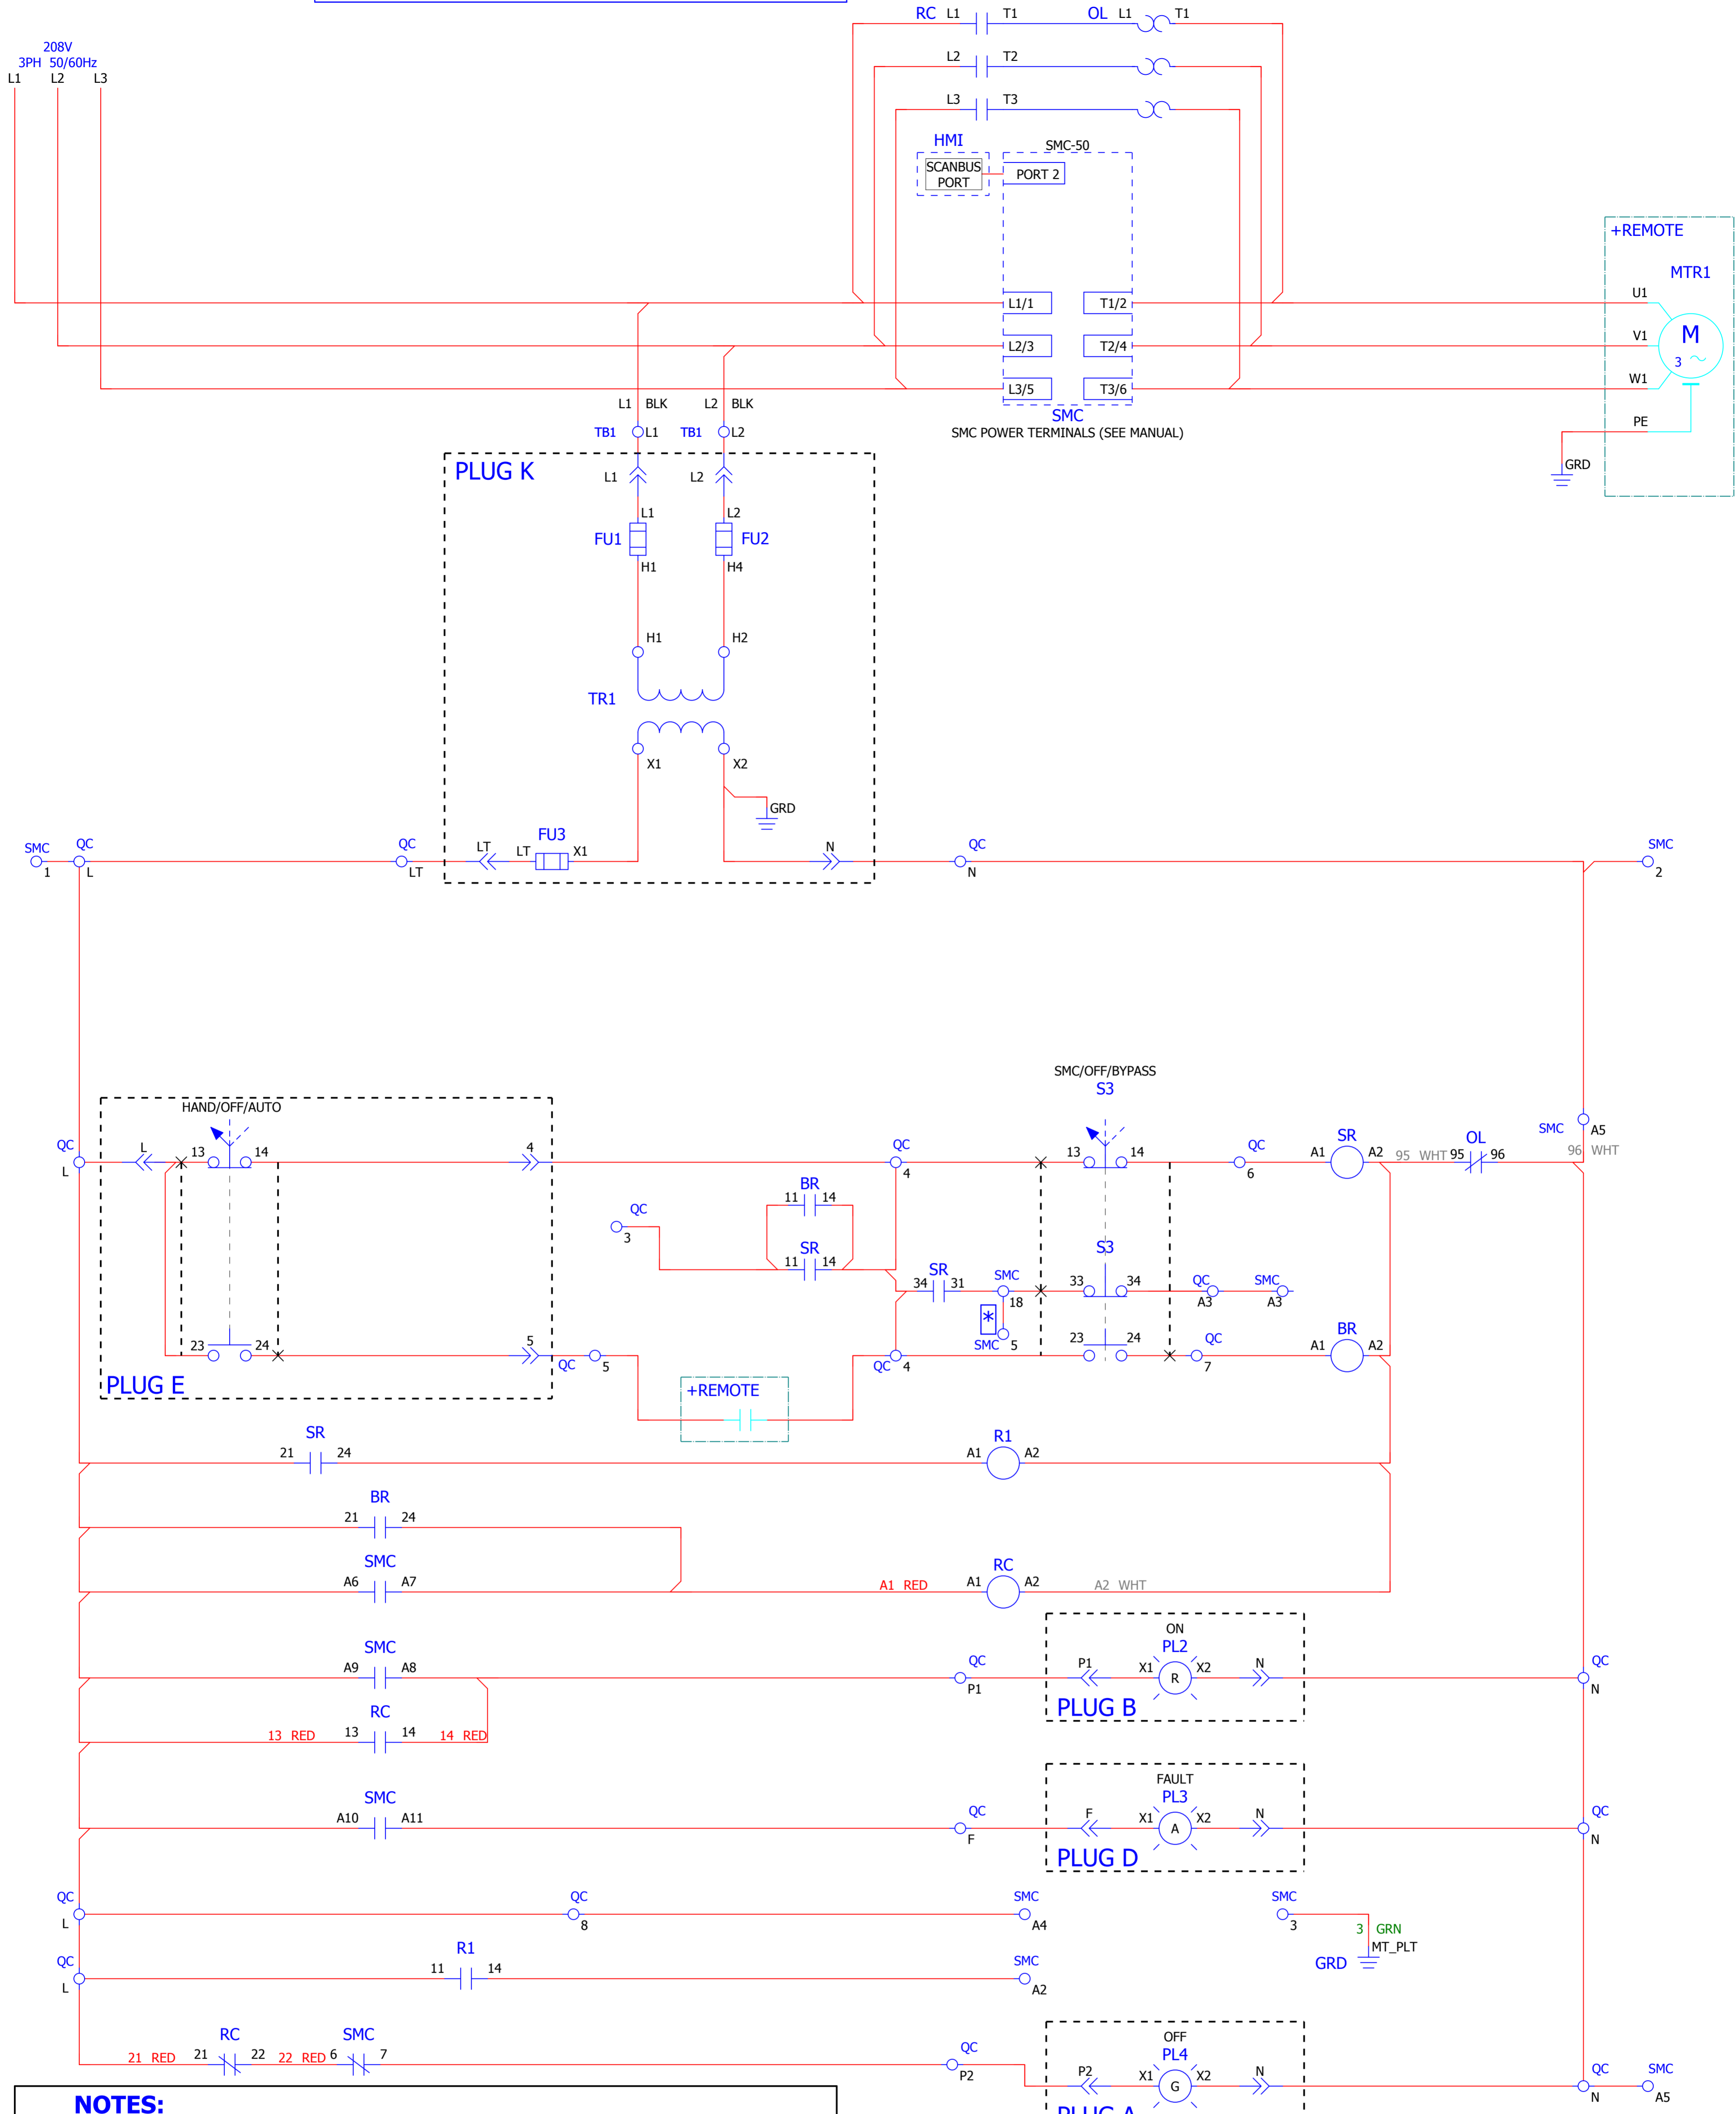 RC L1 T1 OL L1 T1
208V
3PH 50/60Hz
L1 L2 L3
L2 T2
L3 T3
HMI
SMC-50
SCANBUS
PORT
PORT 2
+REMOTE
MTR1
L1/1 T1/2 U1
L2/3 T2/4 V1
M
3
L3/5 T3/6 W1
L1 BLK L2 BLK
SMC
SMC POWER TERMINALS (SEE MANUAL)
PE
TB1 L1 TB1 L2
GRD
PLUG K
L1 L2
L1 L2
FU1 FU2
H1 H4
H1 H2
TR1
X1 X2
GRD
SMC QC QC FU3 QC SMC
LT LT X1 N
1 L LT N 2
SMC/OFF/BYPASS
S3
HAND/OFF/AUTO
SMC A5
QC L 13 14 4 QC 13 14 QC SR A1 A2 95 WHT 95 OL 96 96 WHT
L 4 6
BR
11 14
QC
3
SR
11 14
S3
SR
34 31 SMC 33 34 QC SMC
18 A3 A3
*
SMC 5
23 24 5 QC 5 QC 4 23 24 QC 7 BR A1 A2
PLUG E
+REMOTE
SR
21 24
R1
A1 A2
BR
21 24
SMC
A6 A7
A1 RED
RC
A1 A2
A2 WHT
ON
PL2
SMC
A9 A8
QC
P1
P1 X1 R X2 N
QC
N
PLUG B
RC
13 RED 13 14 14 RED
FAULT
PL3
SMC
A10 A11
QC
F
F X1 A X2 N
QC
N
PLUG D
QC QC SMC SMC
L 8 A4 3
3 GRN
MT_PLT
GRD
QC R1 SMC
11 14
L A2
OFF
PL4
RC SMC
21 RED 21 22 22 RED 6 7
QC
P2
P2 X1 G X2 N
QC SMC
N A5
NOTES:
PLUG A